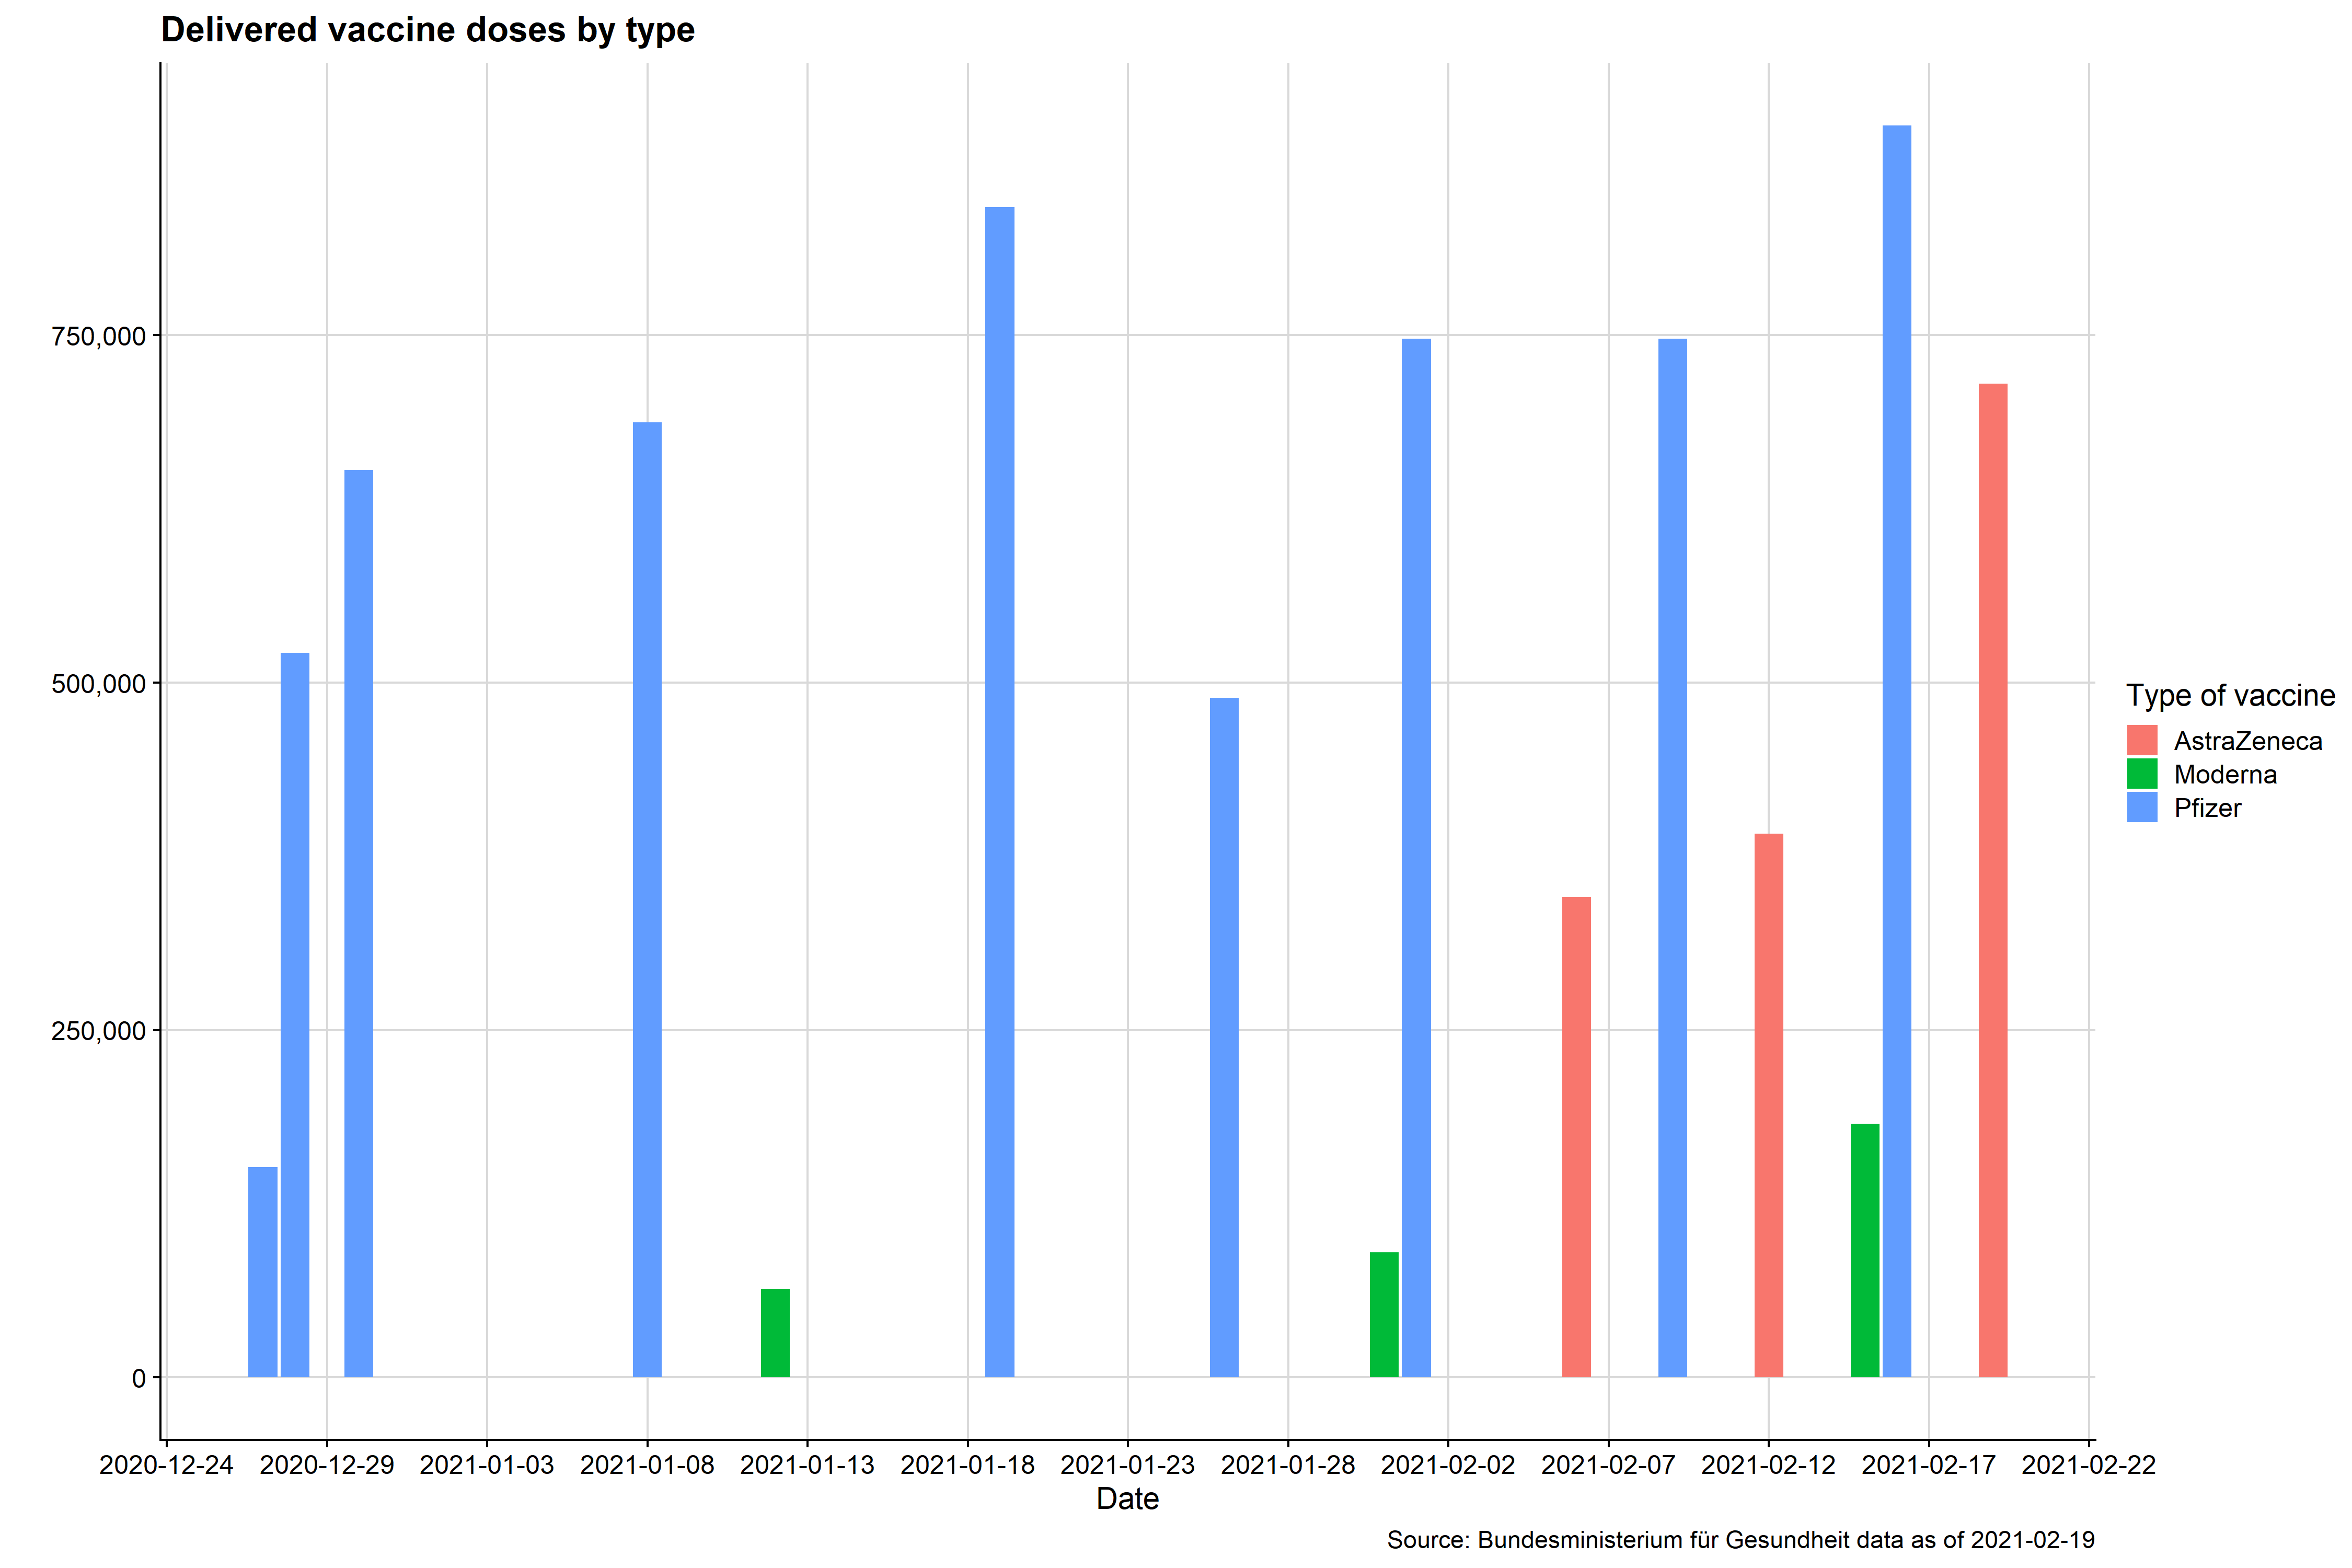 Delivered vaccine doses by type
750,000
500,000
250,000
0
Type of vaccine
AstraZeneca
Moderna
Pfizer
2020-12-24 2020-12-29 2021-01-03 2021-01-08 2021-01-13 2021-01-18 2021-01-23 2021-01-28 2021-02-02 2021-02-07 2021-02-12 2021-02-17 2021-02-22
Date
Source: Bundesministerium für Gesundheit data as of 2021-02-19